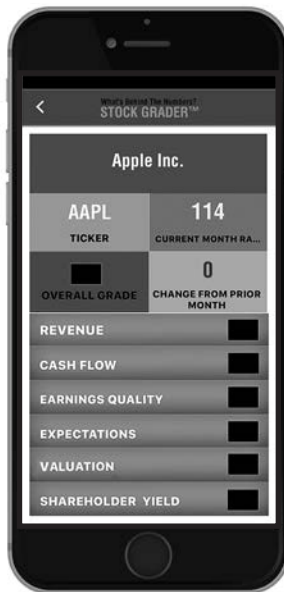 What's Behind The Numbers?
STOCK GRADER™
Apple Inc.
AAPL
TICKER
114
CURRENT MONTH RA...
OVERALL GRADE
0
CHANGE FROM PRIOR
MONTH
REVENUE
CASH FLOW
EARNINGS QUALITY
EXPECTATIONS
VALUATION
SHAREHOLDER YIELD